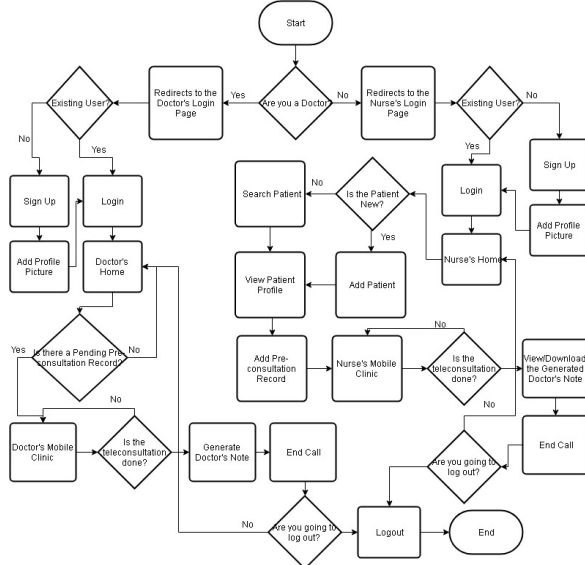 Start
Existing User?
Redirects to the
Doctor's Login
Page
Yes
Are you a Doctor?
No
Redirects to the
Nurse's Login
Page
Existing User?
No
No
Yes
Yes
Sign Up
Login
Search Patient
No
Is the Patient
New?
Login
Sign Up
Add Profile
Picture
Doctor's
Home
Yes
Nurse's Home
Add Profile
Picture
View Patient
Profile
Add Patient
Yes
Is there a Pending Pre-
consultation Record?
No
Add Pre-
consultation
Record
Nurse's Mobile
Clinic
No
Is the
teleconsultation
done?
View/Download
the Generated
Doctor's Note
No
No
Doctor's Mobile
Clinic
Is the
teleconsultation
done?
Generate
Doctor's Note
End Call
Are you going to
log out?
End Call
No
Are you going to
log out?
Logout
End